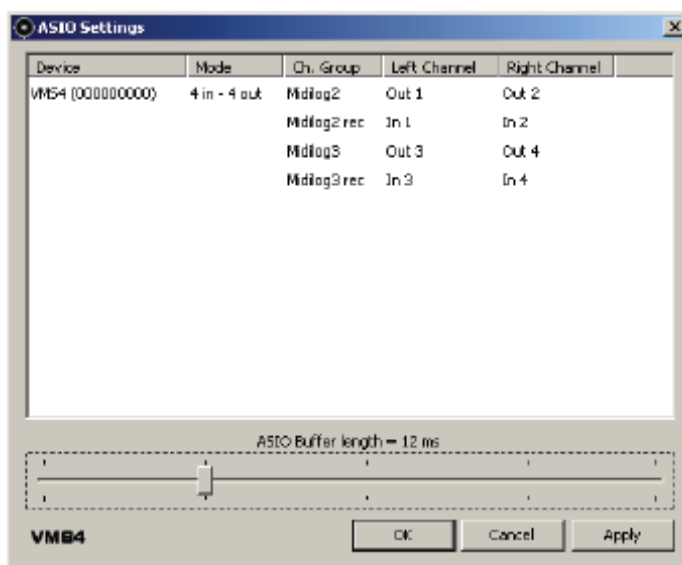 ASIO Settings
Device Mode Ch. Group Left Channel Right Channel
VMS4 (000000000) 4 in - 4 out Midilog2 Out 1 Out 2
Midilog2 rec In 1 In 2
Midilog3 Out 3 Out 4
Midilog3 rec In 3 In 4
ASIO Buffer length = 12 ms
VMS4 OK Cancel Apply